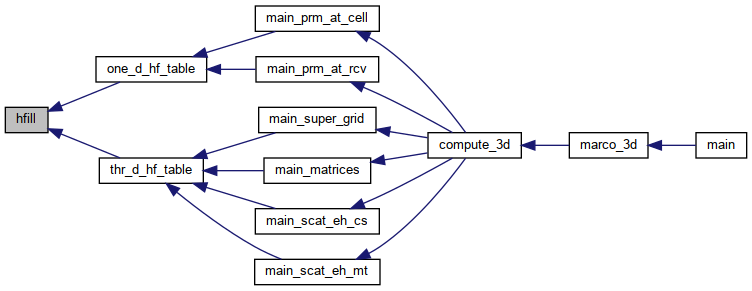 hfill
one_d_hf_table
thr_d_hf_table
main_prm_at_cell
main_prm_at_rcv
main_super_grid
main_matrices
main_scat_eh_cs
main_scat_eh_mt
compute_3d
marco_3d
main